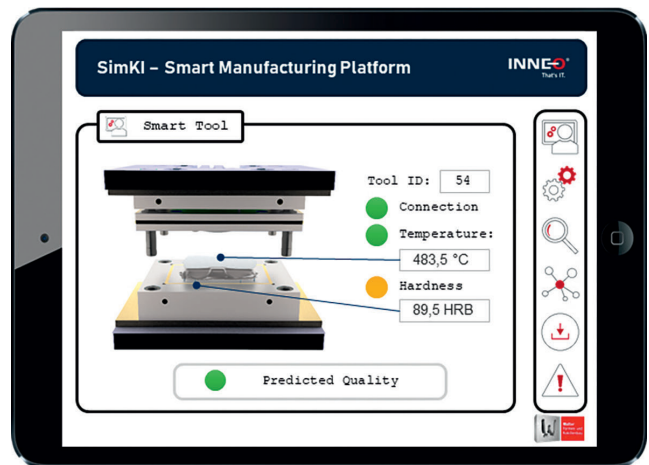 SimKI – Smart Manufacturing Platform
INNEO
That's IT.
Smart Tool
Tool ID: 54
Connection
Temperature:
483,5 °C
Hardness
89,5 HRB
Predicted Quality